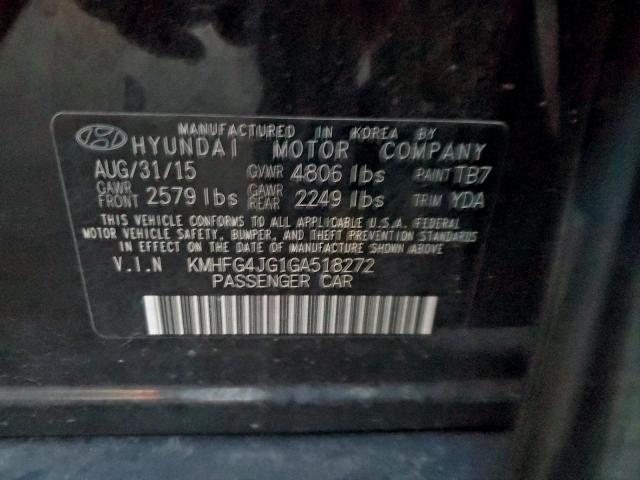 MANUFACTURED IN KOREA BY
HYUNDAI MOTOR COMPANY
AUG/31/15 GVWR 4806 lbs PAINT TB7
GAWR FRONT 2579 lbs GAWR REAR 2249 lbs TRIM YDA
THIS VEHICLE CONFORMS TO ALL APPLICABLE U.S.A. FEDERAL
MOTOR VEHICLE SAFETY, BUMPER, AND THEFT PREVENTION STANDARDS
IN EFFECT ON THE DATE OF MANUFACTURE SHOWN ABOVE.
V.I.N KMHFG4JG1GA518272
PASSENGER CAR